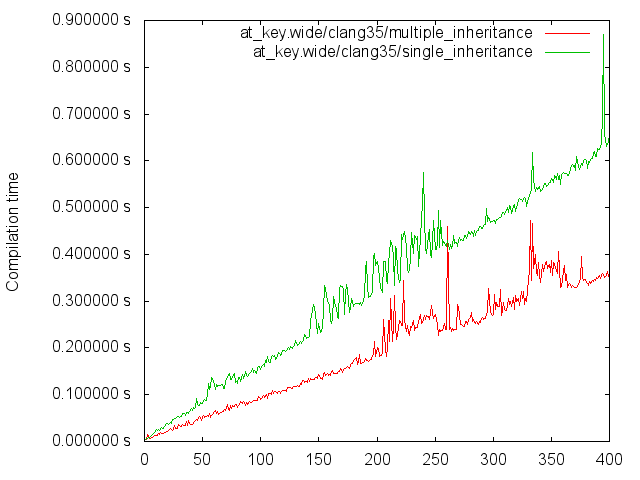 at_key.wide/clang35/multiple_inheritance
at_key.wide/clang35/single_inheritance
Compilation time
0.900000 s
0.800000 s
0.700000 s
0.600000 s
0.500000 s
0.400000 s
0.300000 s
0.200000 s
0.100000 s
0.000000 s
0 50 100 150 200 250 300 350 400